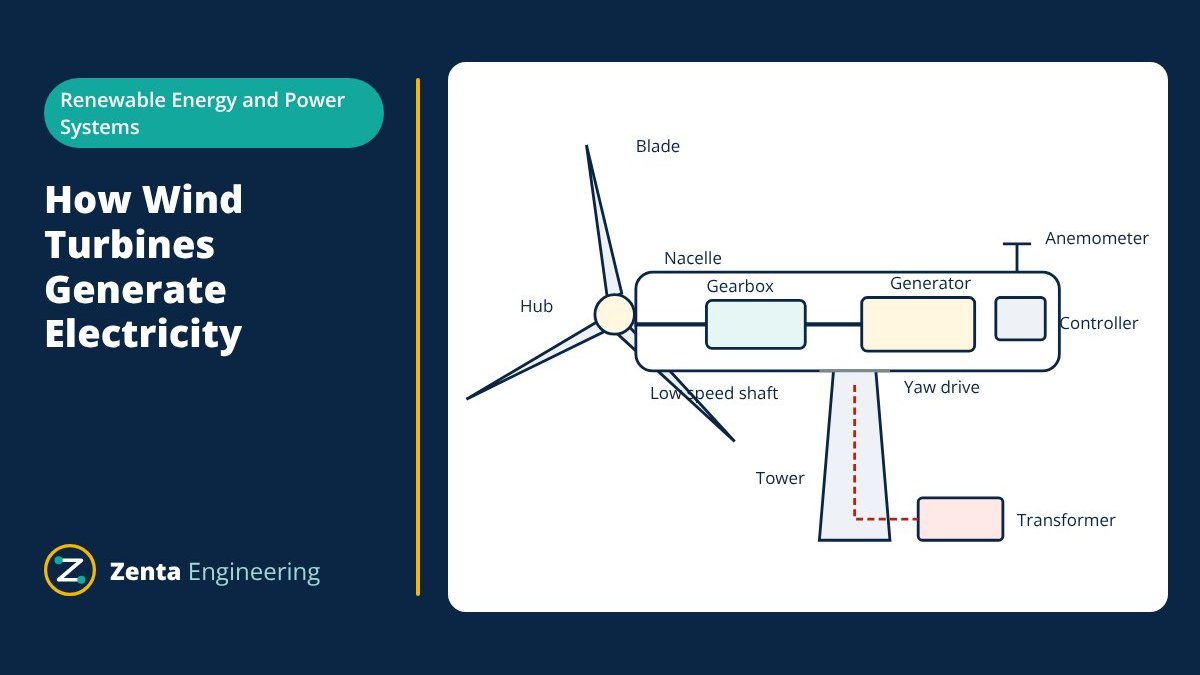 Renewable Energy and Power
Systems
How Wind
Turbines
Generate
Electricity
Zenta Engineering
Blade
Anemometer
Nacelle
Gearbox
Generator
Hub
Controller
Low speed shaft
Yaw drive
Tower
Transformer